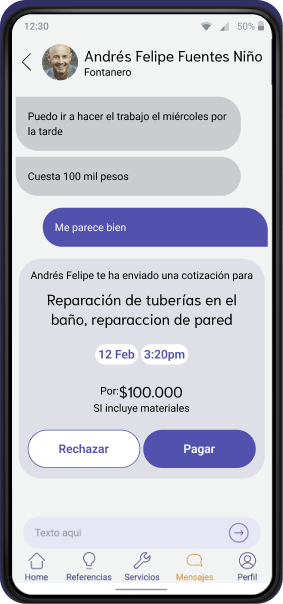 12:30
50%
Andrés Felipe Fuentes Niño
Fontanero
Puedo ir a hacer el trabajo el miércoles por
la tarde
Cuesta 100 mil pesos
Me parece bien
Andrés Felipe te ha enviado una cotización para
Reparación de tuberías en el
baño, reparaccion de pared
12 Feb 3:20pm
Por:$100.000
SI incluye materiales
Rechazar Pagar
Texto aqui
Home Referencias Servicios Mensajes Perfil